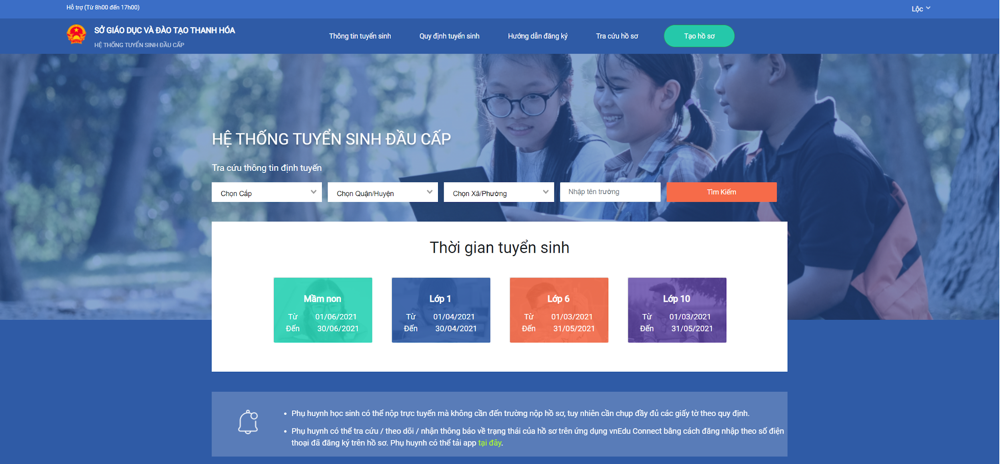 Hỗ trợ (Từ 8h00 đến 17h00)
Lộc
SỞ GIÁO DỤC VÀ ĐÀO TẠO THANH HÓA
HỆ THỐNG TUYỂN SINH ĐẦU CẤP
Thông tin tuyển sinh
Quy định tuyển sinh
Hướng dẫn đăng ký
Tra cứu hồ sơ
Tạo hồ sơ
HỆ THỐNG TUYỂN SINH ĐẦU CẤP
Tra cứu thông tin định tuyến
Chọn Cấp
Chọn Quận/Huyện
Chọn Xã/Phường
Nhập tên trường
Tìm Kiếm
Thời gian tuyển sinh
Mầm non
Từ 01/06/2021
Đến 30/06/2021
Lớp 1
Từ 01/04/2021
Đến 30/04/2021
Lớp 6
Từ 01/03/2021
Đến 31/05/2021
Lớp 10
Từ 01/03/2021
Đến 31/05/2021
• Phụ huynh học sinh có thể nộp trực tuyến mà không cần đến trường nộp hồ sơ, tuy nhiên cần chụp đầy đủ các giấy tờ theo quy định.
• Phụ huynh có thể tra cứu / theo dõi / nhận thông báo về trạng thái của hồ sơ trên ứng dụng vnEdu Connect bằng cách đăng nhập theo số điện
thoại đã đăng ký trên hồ sơ. Phụ huynh có thể tải app tại đây.